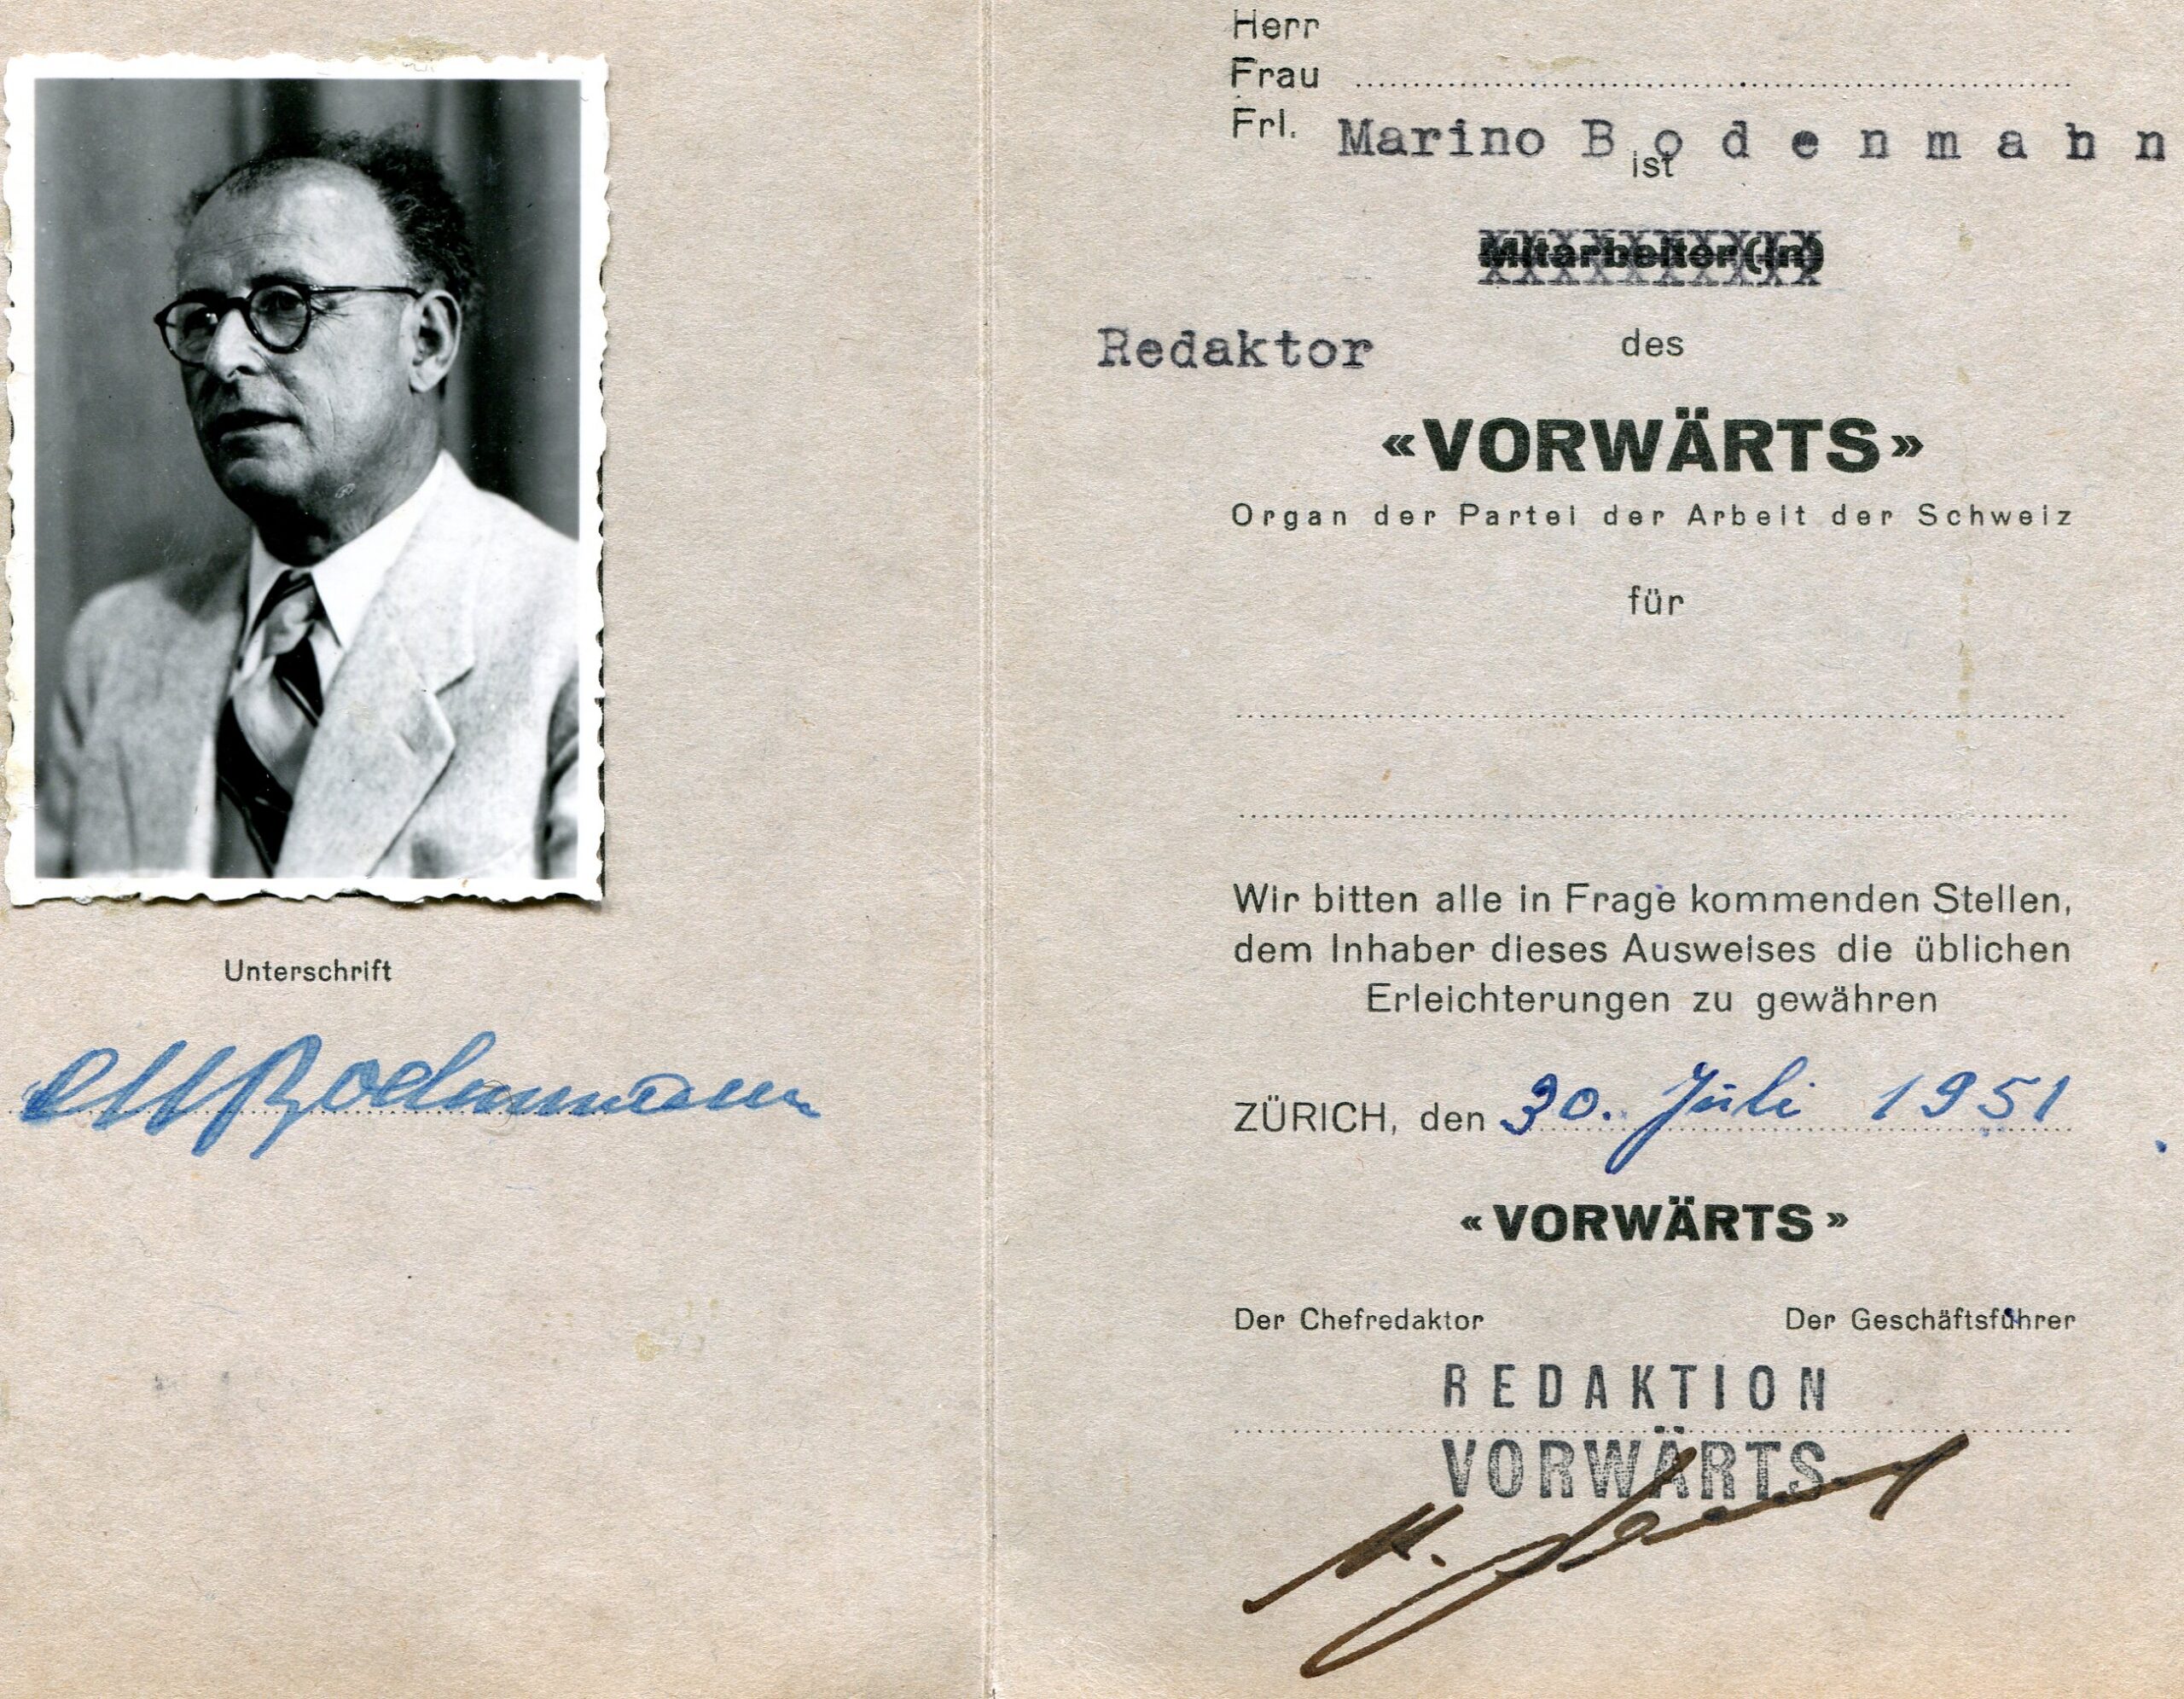 Unterschrift
MBodenmann
Herr
Frau
Frl. Marino Bodenmann
ist
Mitarbeiter(in)
Redaktor des
«VORWÄRTS»
Organ der Partei der Arbeit der Schweiz
für
Wir bitten alle in Frage kommenden Stellen,
dem Inhaber dieses Ausweises die üblichen
Erleichterungen zu gewähren
ZÜRICH, den 30. Juli 1951
«VORWÄRTS»
Der Chefredaktor Der Geschäftsführer
REDAKTION
VORWÄRTS